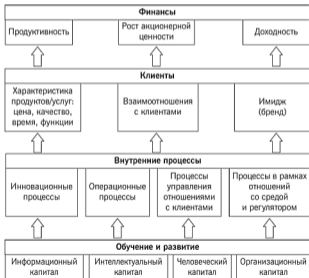 Финансы
Продуктивность
Рост акционерной
ценности
Доходность
Клиенты
Характеристика
продуктов/услуг:
цена, качество,
время, функции
Взаимоотношения
с клиентами
Имидж
(бренд)
Внутренние процессы
Инновационные
процессы
Операционные
процессы
Процессы
управления
отношениями
с клиентами
Процессы в рамках
отношений
со средой
и регулятором
Обучение и развитие
Информационный
капитал
Интеллектуальный
капитал
Человеческий
капитал
Организационный
капитал